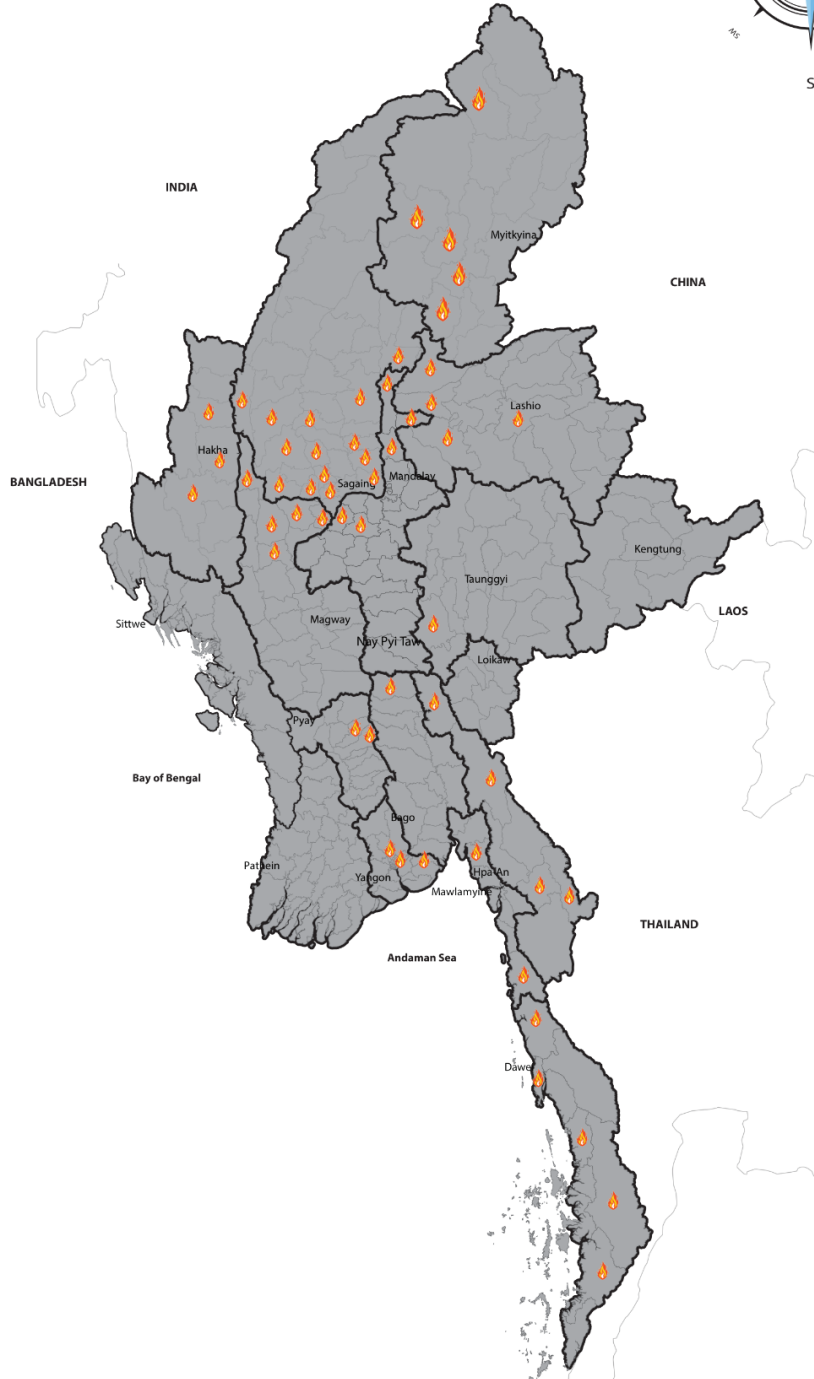 SW
S
INDIA
Myitkyina
CHINA
Lashio
Hakha
BANGLADESH
Sagaing
Mandalay
Kengtung
Taunggyi
LAOS
Magway
Sittwe
Nay Pyi Taw
Loikaw
Pyay
Bay of Bengal
Bago
Pathein
Yangon
Hpa-An
Mawlamyine
THAILAND
Andaman Sea
Dawei